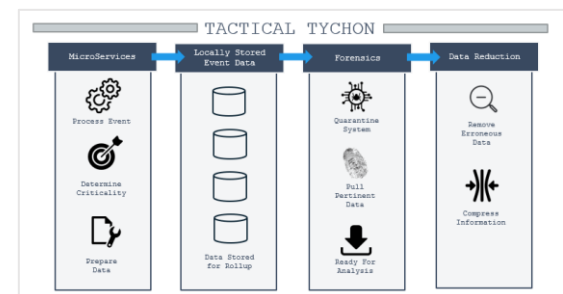 TACTICAL TYCHON
MicroServices
Process Event
Determine
Criticality
Prepare
Data
Locally Stored
Event Data
Data Stored
for Rollup
Forensics
Quarantine
System
Pull
Pertinent
Data
Ready For
Analysis
Data Reduction
Remove
Erroneous
Data
Compress
Information